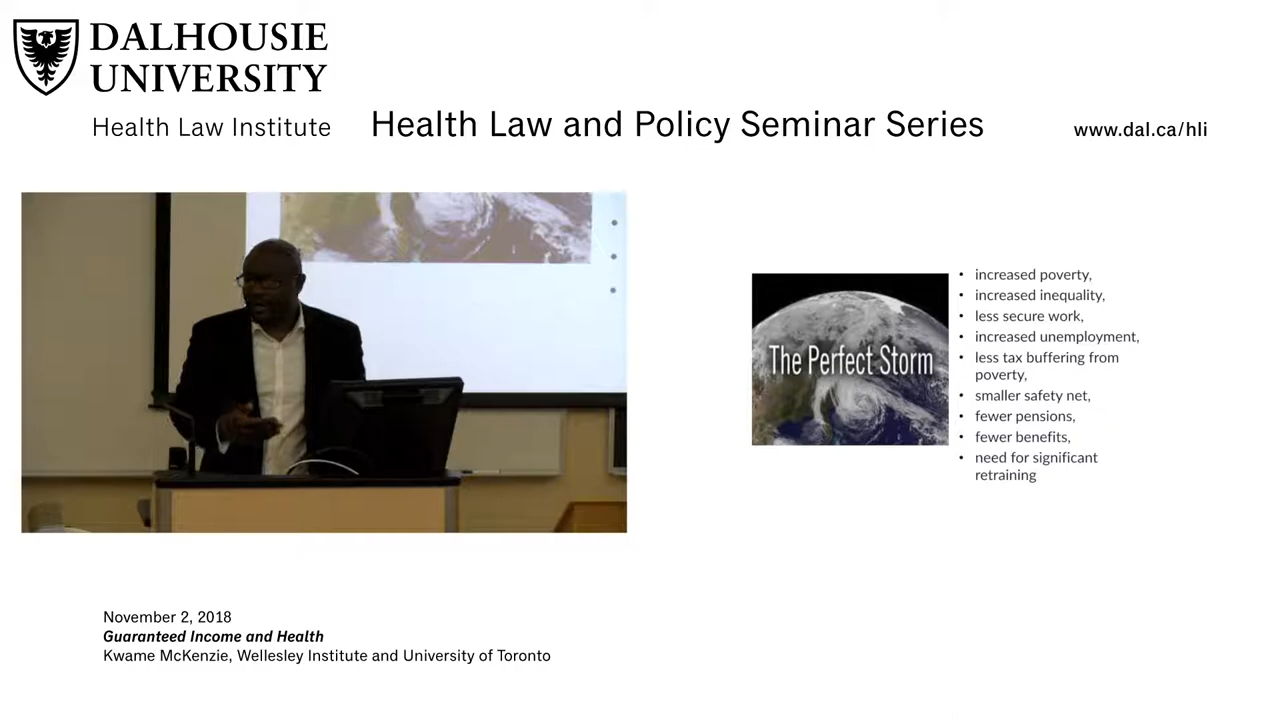 DALHOUSIE
UNIVERSITY
Health Law Institute
Health Law and Policy Seminar Series
www.dal.ca/hli
The Perfect Storm
• increased poverty,
• increased inequality,
• less secure work,
• increased unemployment,
• less tax buffering from
poverty,
• smaller safety net,
• fewer pensions,
• fewer benefits,
• need for significant
retraining
November 2, 2018
Guaranteed Income and Health
Kwame McKenzie, Wellesley Institute and University of Toronto